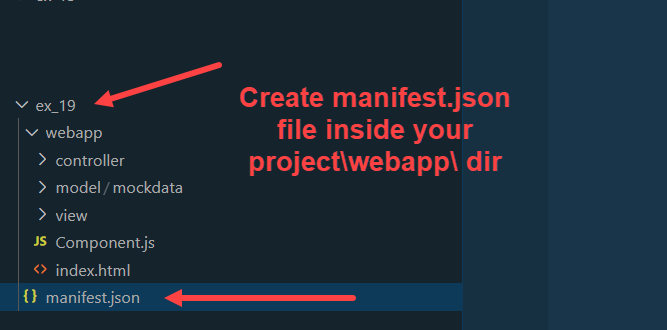 ex_19
Create manifest.json
file inside your
project\webapp\ dir
webapp
controller
model/mockdata
view
JS Component.js
<> index.html
{} manifest.json